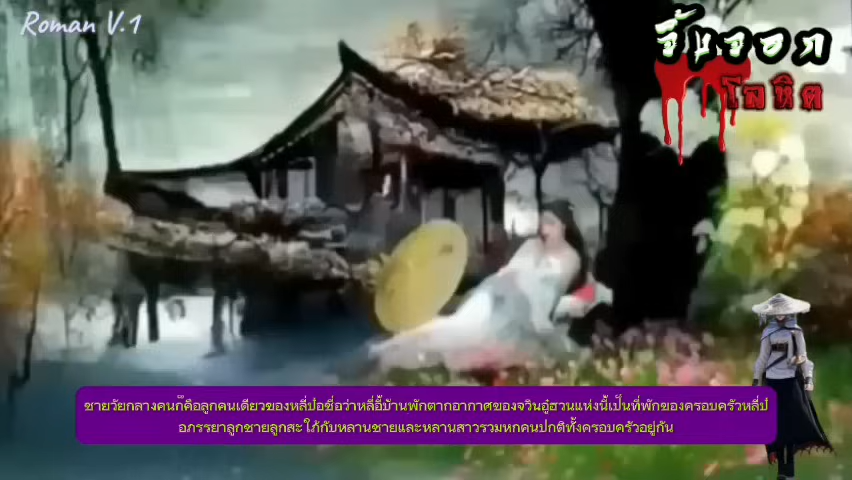 Roman V.1
จิ้งจอก
โลหิต
ชายวัยกลางคนก็คือลูกคนเดียวของหลี่ป๋อชื่อว่าหลี่อี้บ้านพักตากอากาศของจวินอู๋ฮวนแห่งนี้เป็นที่พักของครอบครัวหลี่ป๋
อภรรยาลูกชายลูกสะใภ้กับหลานชายและหลานสาวรวมหกคนปกติทั้งครอบครัวอยู่กัน